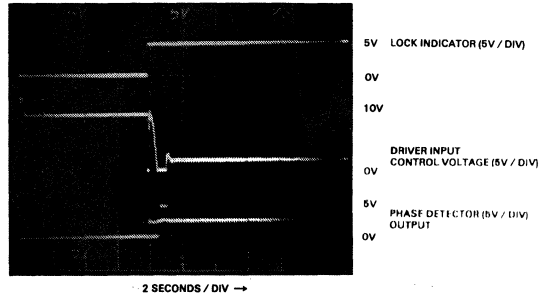 5V LOCK INDICATOR (5V / DIV)
0V
10V
DRIVER INPUT
CONTROL VOLTAGE (5V / DIV)
0V
5V
PHASE DETECTOR (5V / DIV)
OUTPUT
0V
2 SECONDS / DIV →